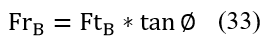 Fr_B = Ft_B * tan Ø (33)